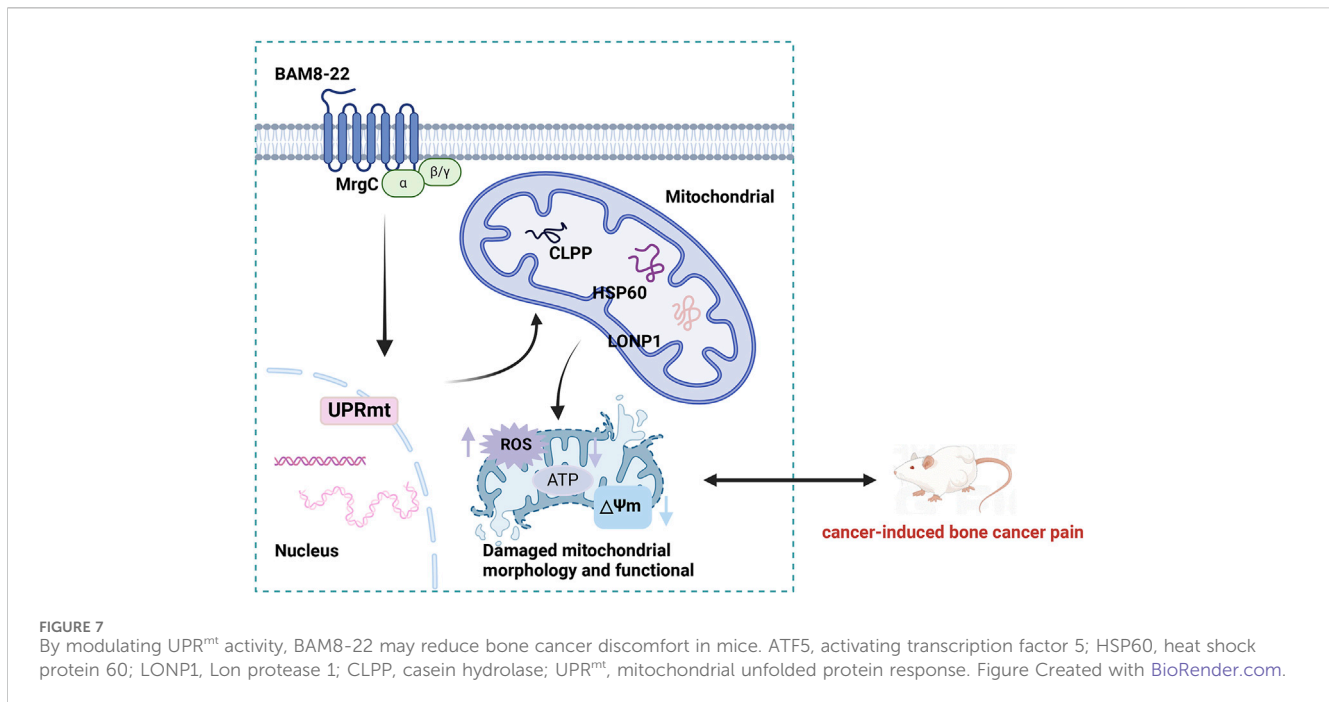 BAM8-22
MrgC
α
β/γ
Mitochondrial
CLPP
HSP60
LONP1
UPRmt
ROS
ATP
△Ψm
Nucleus
Damaged mitochondrial
morphology and functional
cancer-induced bone cancer pain
FIGURE 7
By modulating UPRᵐᵗ activity, BAM8-22 may reduce bone cancer discomfort in mice. ATF5, activating transcription factor 5; HSP60, heat shock
protein 60; LONP1, Lon protease 1; CLPP, casein hydrolase; UPRᵐᵗ, mitochondrial unfolded protein response. Figure Created with BioRender.com.